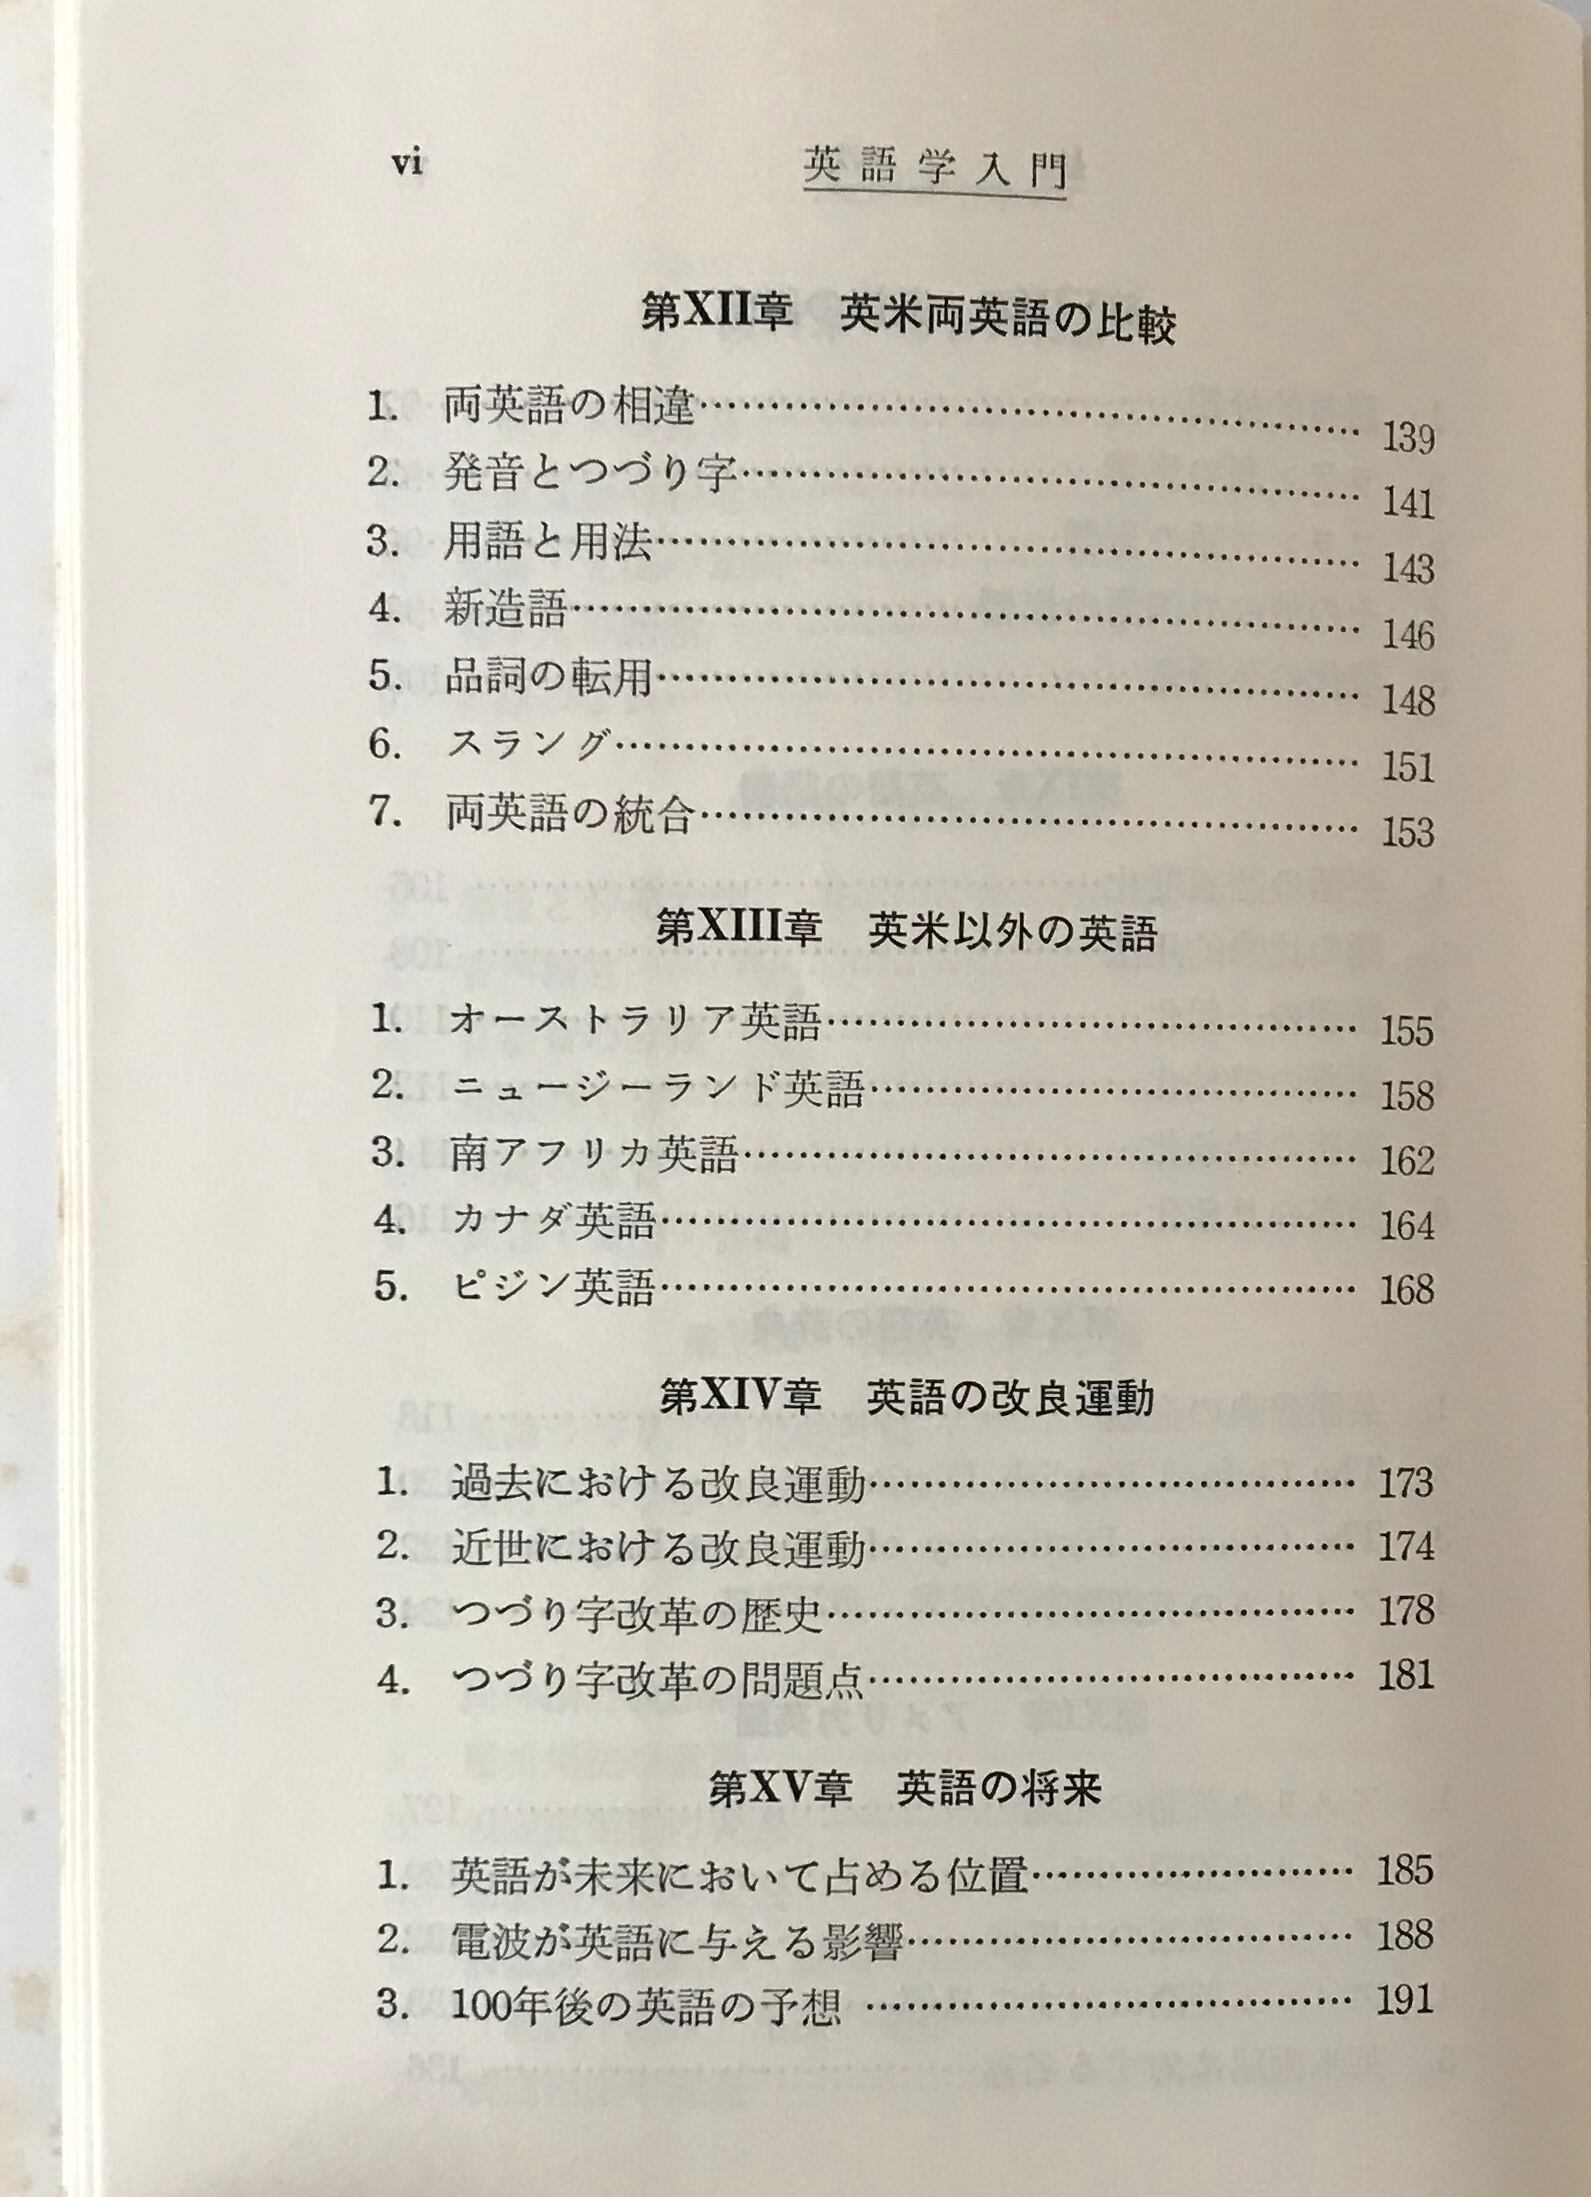 vi
英語学入門
第XII章 英米両英語の比較
1. 両英語の相違…………………………………… 139
2. 発音とつづり字………………………………… 141
3. 用語と用法……………………………………… 143
4. 新造語…………………………………………… 146
5. 品詞の転用……………………………………… 148
6. スラング………………………………………… 151
7. 両英語の統合…………………………………… 153
第XIII章 英米以外の英語
1. オーストラリア英語…………………………… 155
2. ニュージーランド英語………………………… 158
3. 南アフリカ英語………………………………… 162
4. カナダ英語……………………………………… 164
5. ピジン英語……………………………………… 168
第XIV章 英語の改良運動
1. 過去における改良運動………………………… 173
2. 近世における改良運動………………………… 174
3. つづり字改革の歴史…………………………… 178
4. つづり字改革の問題点………………………… 181
第XV章 英語の将来
1. 英語が未来において占める位置……………… 185
2. 電波が英語に与える影響……………………… 188
3. 100年後の英語の予想 ………………………… 191